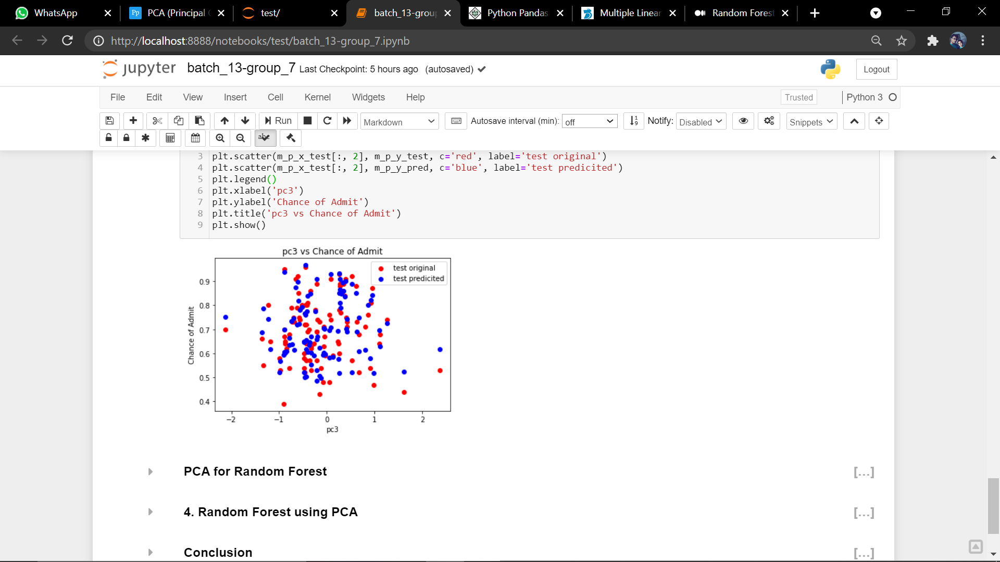 WhatsApp
PCA (Principal
test/
batch_13-group
Python Pandas
Multiple Linear
Random Forest
http://localhost:8888/notebooks/test/batch_13-group_7.ipynb
jupyter batch_13-group_7 Last Checkpoint: 5 hours ago (autosaved)
Logout
File Edit View Insert Cell Kernel Widgets Help
Trusted
Python 3
Run
Markdown
Autosave interval (min): off
Notify: Disabled
Snippets
abc
3 plt.scatter(m_p_x_test[:, 2], m_p_y_test, c='red', label='test original')
4 plt.scatter(m_p_x_test[:, 2], m_p_y_pred, c='blue', label='test predicited')
5 plt.legend()
6 plt.xlabel('pc3')
7 plt.ylabel('Chance of Admit')
8 plt.title('pc3 vs Chance of Admit')
9 plt.show()
pc3 vs Chance of Admit
test original
test predicited
Chance of Admit
0.9
0.8
0.7
0.6
0.5
0.4
−2 −1 0 1 2
pc3
PCA for Random Forest [...]
4. Random Forest using PCA [...]
Conclusion [...]